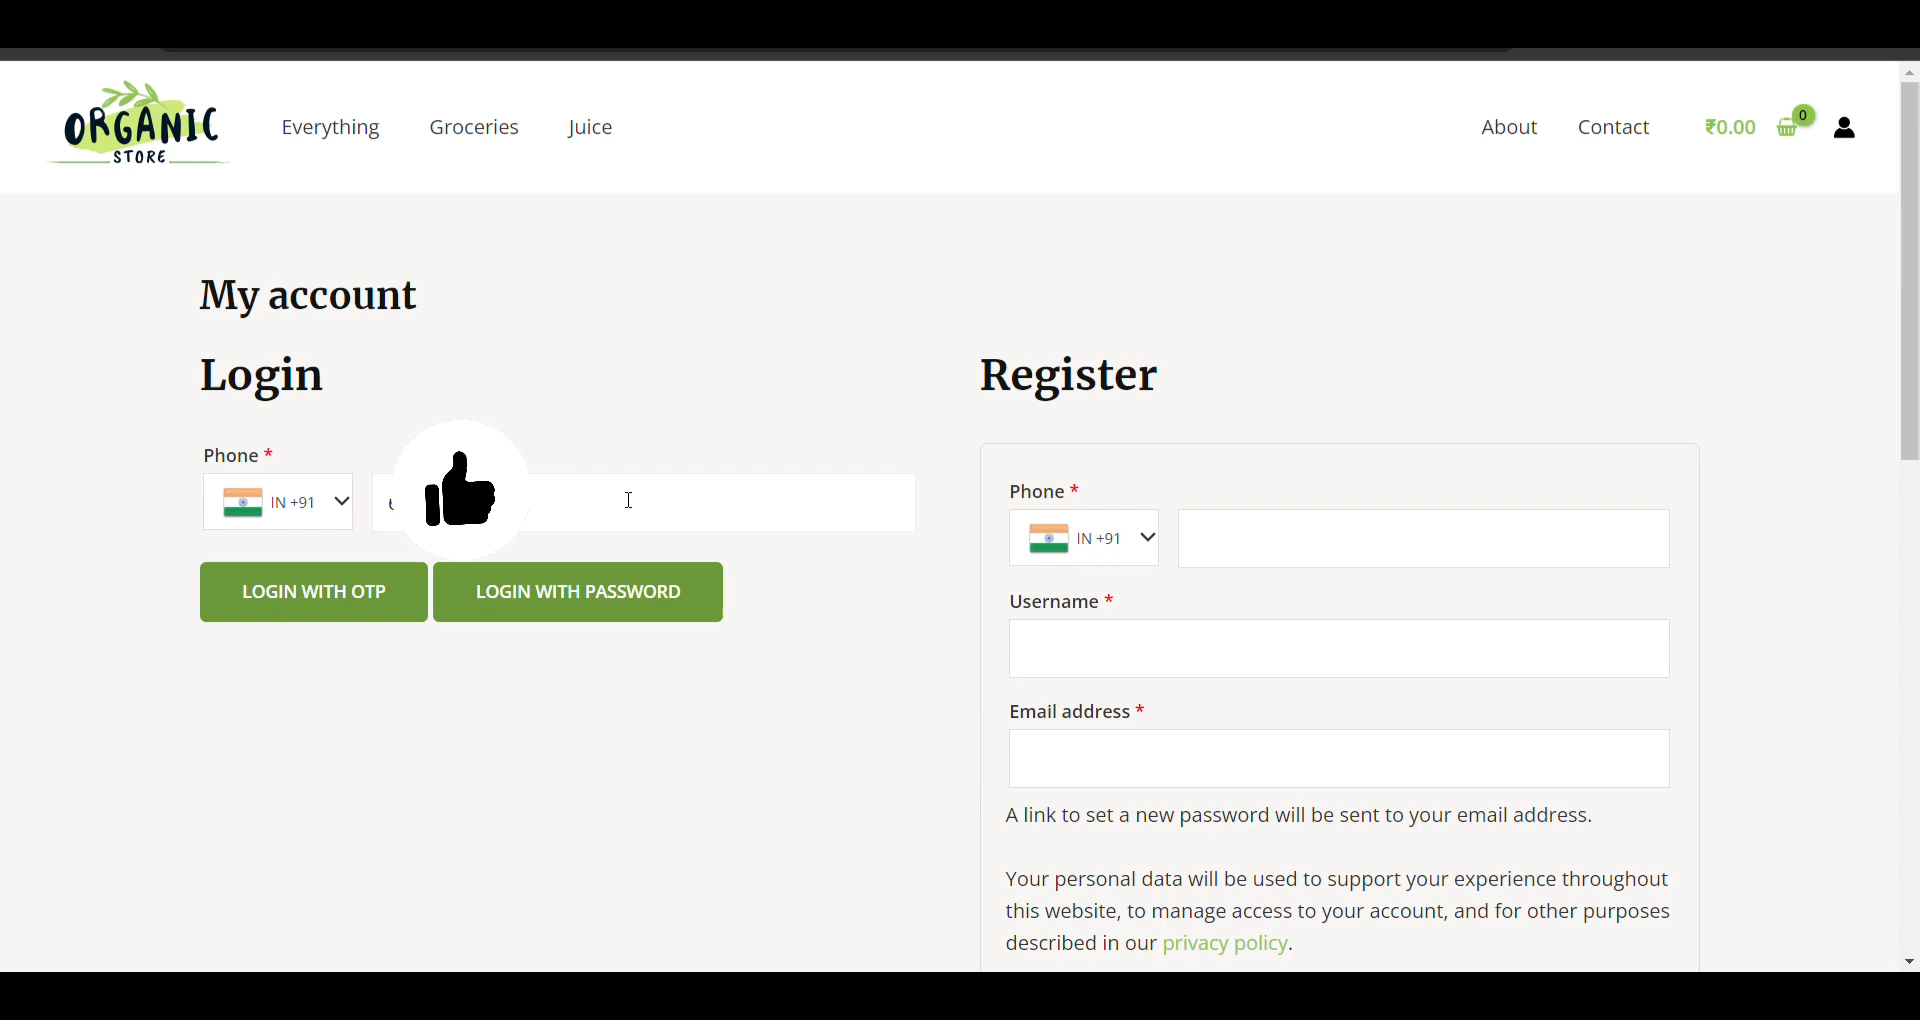 ORGANIC
STORE
Everything
Groceries
Juice
About
Contact
₹0.00
0
My account
Login
Phone *
IN +91
LOGIN WITH OTP
LOGIN WITH PASSWORD
Register
Phone *
IN +91
Username *
Email address *
A link to set a new password will be sent to your email address.
Your personal data will be used to support your experience throughout
this website, to manage access to your account, and for other purposes
described in our privacy policy.